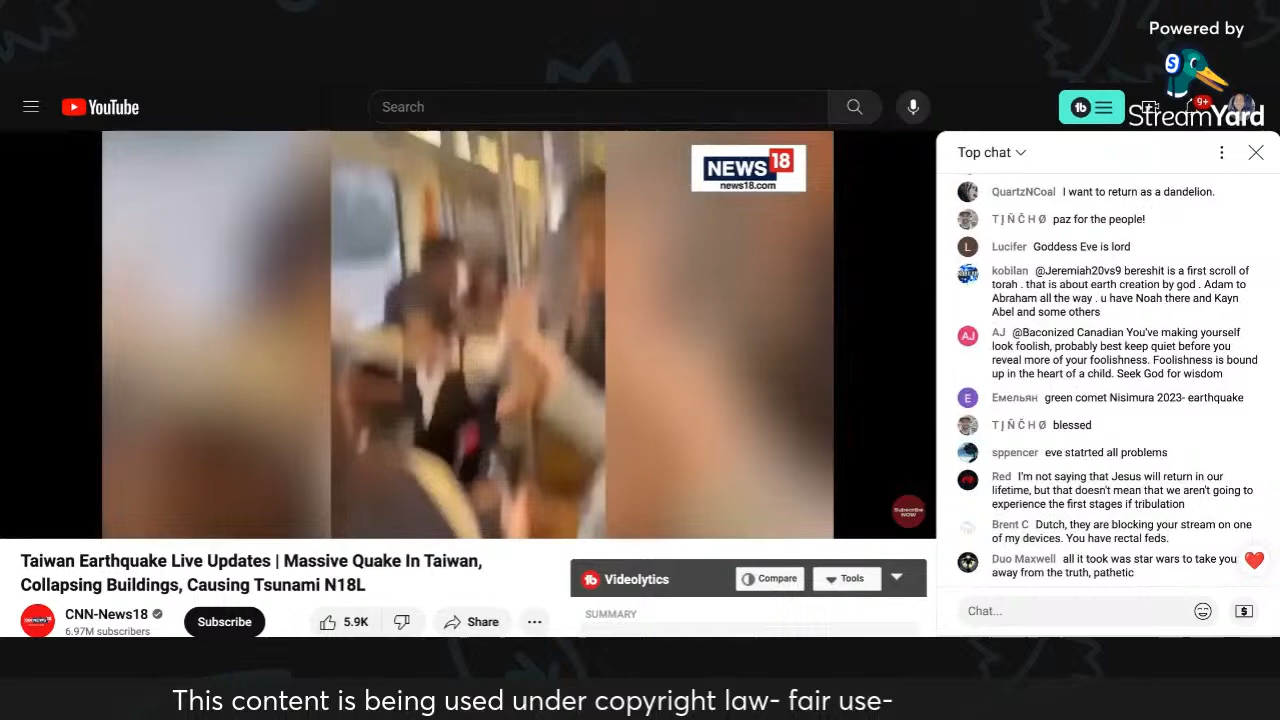 Powered by
StreamYard
YouTube
Search
9+
NEWS 18
news18.com
Subscribe
NOW
Top chat
QuartzNCoal I want to return as a dandelion.
T Į Ñ Č H Ø paz for the people!
L Lucifer Goddess Eve is lord
kobilan @Jeremiah20vs9 bereshit is a first scroll of
torah . that is about earth creation by god . Adam to
Abraham all the way . u have Noah there and Kayn
Abel and some others
AJ AJ @Baconized Canadian You've making yourself
look foolish, probably best keep quiet before you
reveal more of your foolishness. Foolishness is bound
up in the heart of a child. Seek God for wisdom
E Емельян green comet Nisimura 2023- earthquake
T Į Ñ Č H Ø blessed
sppencer eve statrted all problems
Red I'm not saying that Jesus will return in our
lifetime, but that doesn't mean that we aren't going to
experience the first stages if tribulation
Brent C Dutch, they are blocking your stream on one
of my devices. You have rectal feds.
Duo Maxwell all it took was star wars to take you
away from the truth, pathetic
Chat...
Taiwan Earthquake Live Updates | Massive Quake In Taiwan,
Collapsing Buildings, Causing Tsunami N18L
CNN-News18
6.97M subscribers
Subscribe
5.9K
Share
Videolytics
Compare
Tools
SUMMARY
This content is being used under copyright law- fair use-